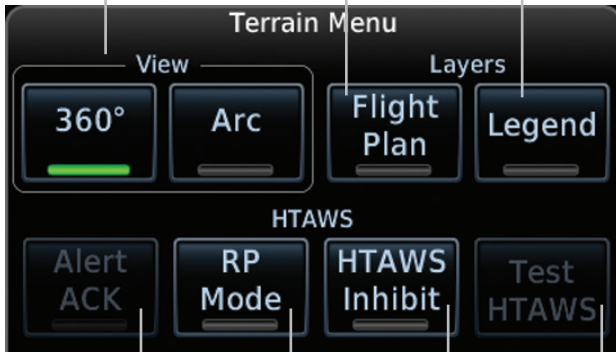 Terrain Menu
View
Layers
360°
Arc
Flight
Plan
Legend
HTAWS
Alert
ACK
RP
Mode
HTAWS
Inhibit
Test
HTAWS